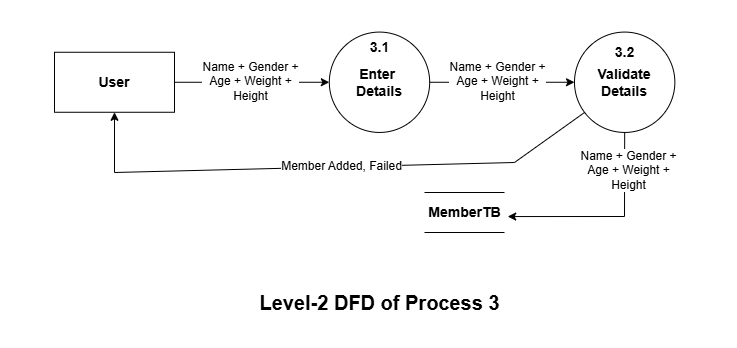 User
Name + Gender +
Age + Weight +
Height
3.1
Enter
Details
Name + Gender +
Age + Weight +
Height
3.2
Validate
Details
Member Added, Failed
Name + Gender +
Age + Weight +
Height
MemberTB
Level-2 DFD of Process 3